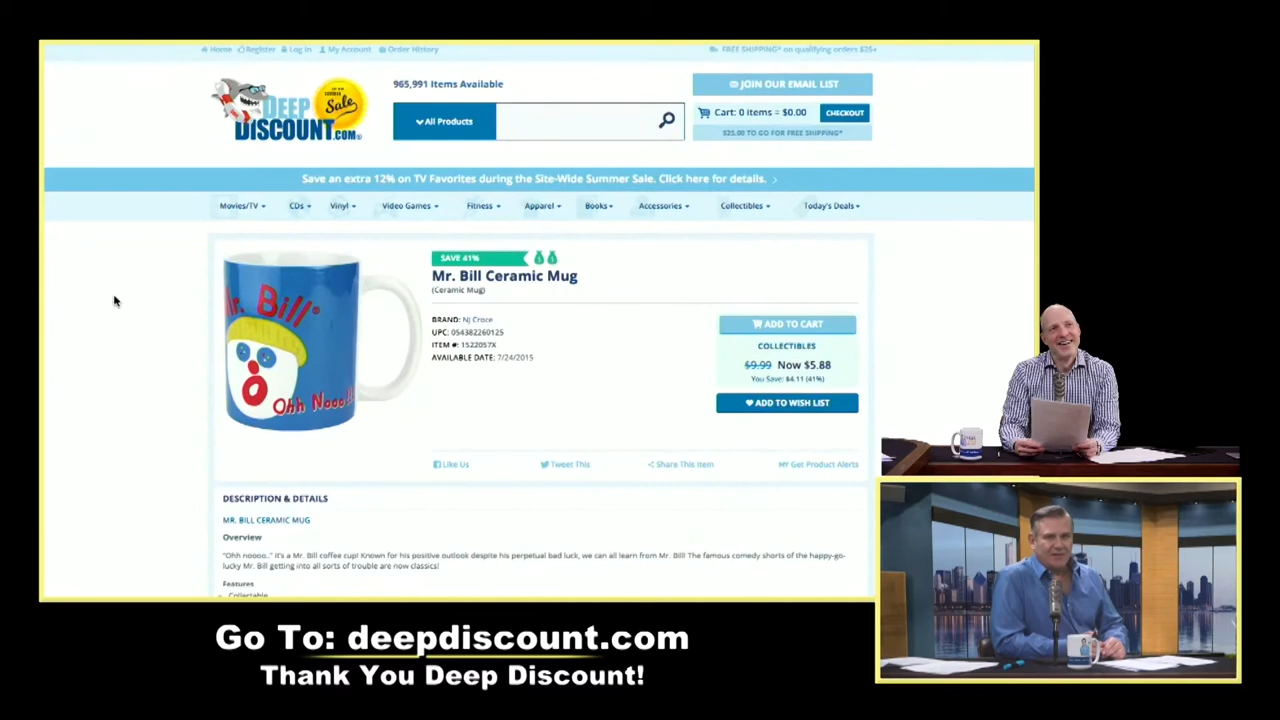 Home Register Log In My Account Order History
FREE SHIPPING* on qualifying orders $25+
DEEP
DISCOUNT.COM
Sale
965,991 Items Available
All Products
JOIN OUR EMAIL LIST
Cart: 0 items = $0.00 CHECKOUT
$25.00 TO GO FOR FREE SHIPPING*
Save an extra 12% on TV Favorites during the Site-Wide Summer Sale. Click here for details.
Movies/TV CDs Vinyl Video Games Fitness Apparel Books Accessories Collectibles Today's Deals
Mr. Bill
Ohh Nooo!!
SAVE 41%
Mr. Bill Ceramic Mug
(Ceramic Mug)
BRAND: NJ Croce
UPC: 054382260125
ITEM #: 1522057X
AVAILABLE DATE: 7/24/2015
ADD TO CART
COLLECTIBLES
$9.99 Now $5.88
You Save: $4.11 (41%)
ADD TO WISH LIST
Like Us Tweet This Share This Item Get Product Alerts
DESCRIPTION & DETAILS
MR. BILL CERAMIC MUG
Overview
"Ohh noooo.." It's a Mr. Bill coffee cup! Known for his positive outlook despite his perpetual bad luck, we can all learn from Mr. Bill! The famous comedy shorts of the happy-go-
lucky Mr. Bill getting into all sorts of trouble are now classics!
Features
Collectable
Go To: deepdiscount.com
Thank You Deep Discount!